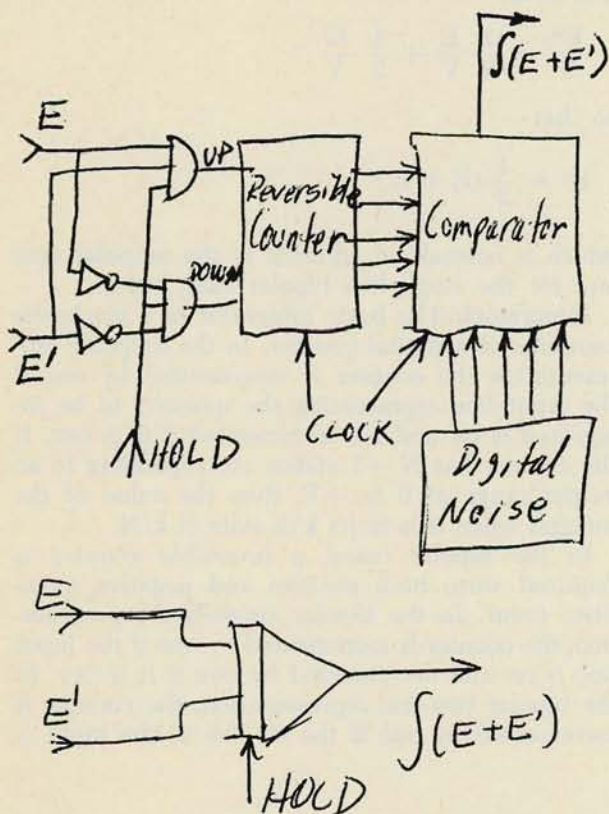 ∫(E+E')
E
UP
Reversible
Counter
Comparator
DOWN
E'
HOLD
CLOCK
Digital
Noise
E
E'
∫(E+E')
HOLD